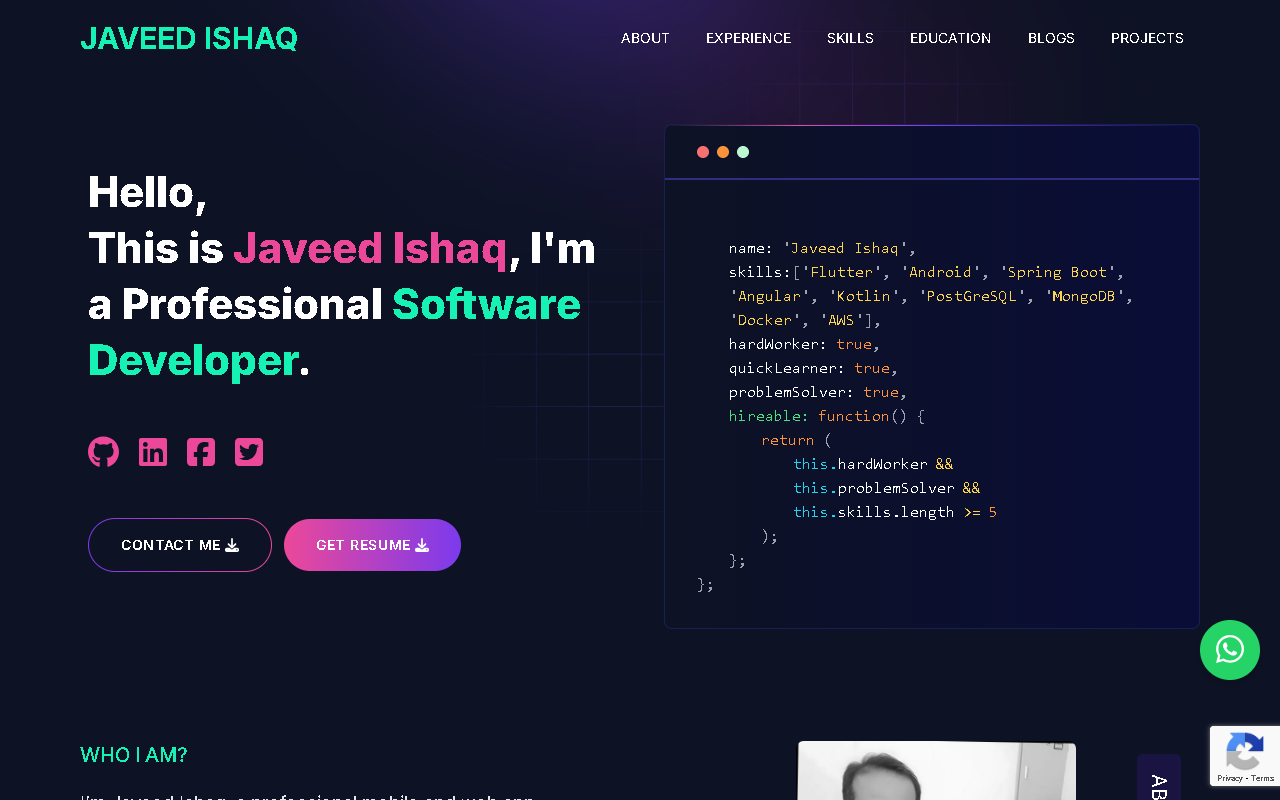 JAVEED ISHAQ
ABOUT EXPERIENCE SKILLS EDUCATION BLOGS PROJECTS
Hello,
This is Javeed Ishaq, I'm
a Professional Software
Developer.
CONTACT ME
GET RESUME
name: 'Javeed Ishaq',
skills:['Flutter', 'Android', 'Spring Boot',
'Angular', 'Kotlin', 'PostGreSQL', 'MongoDB',
'Docker', 'AWS'],
hardWorker: true,
quickLearner: true,
problemSolver: true,
hireable: function() {
return (
this.hardWorker &&
this.problemSolver &&
this.skills.length >= 5
);
};
};
WHO I AM?
I'm Javeed Ishaq, a professional mobile and web app
AB
Privacy - Terms